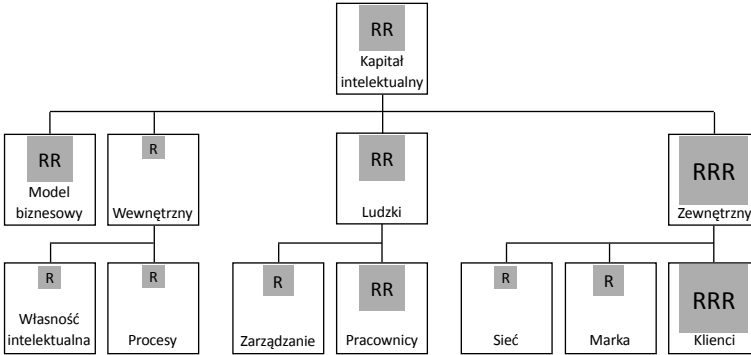 RR
Kapitał
intelektualny
RR
Model
biznesowy
R
Wewnętrzny
RR
Ludzki
RRR
Zewnętrzny
R
Własność
intelektualna
R
Procesy
R
Zarządzanie
RR
Pracownicy
R
Sieć
R
Marka
RRR
Klienci